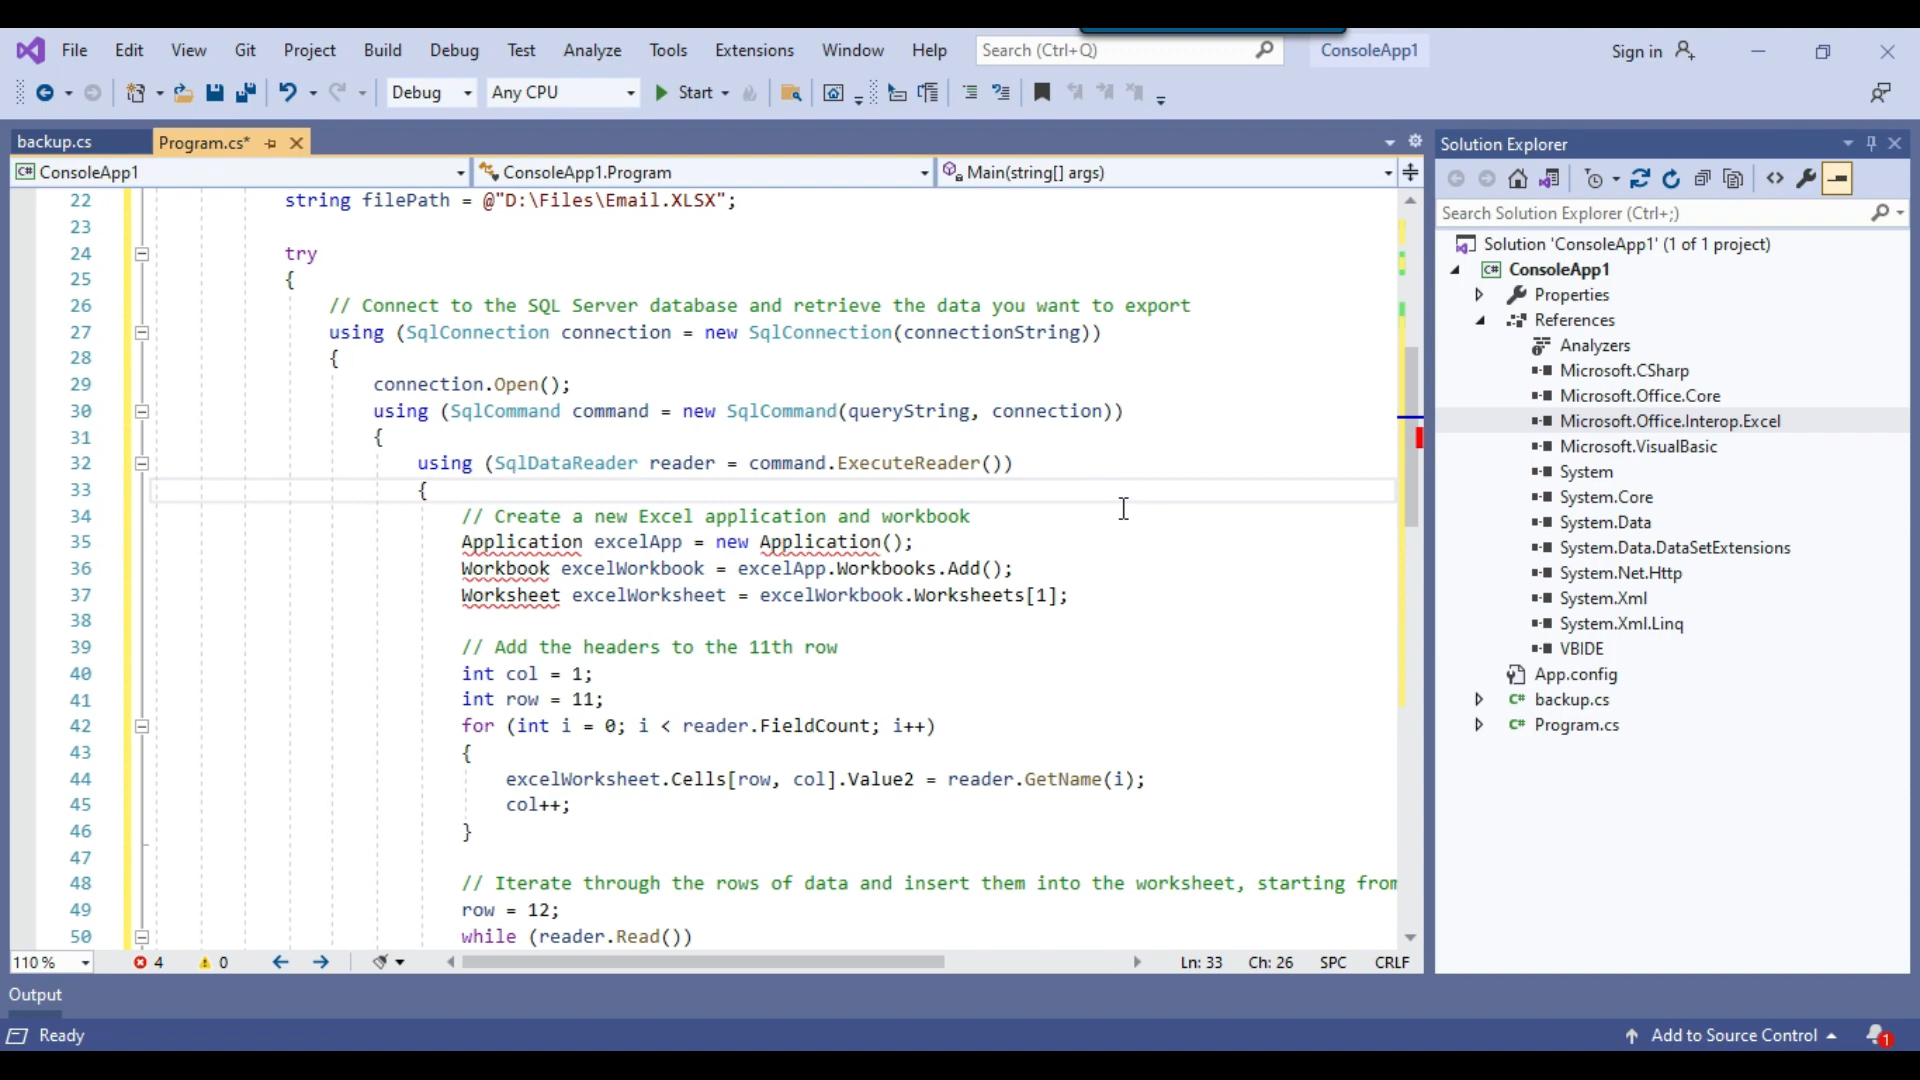 File Edit View Git Project Build Debug Test Analyze Tools Extensions Window Help Search (Ctrl+Q) ConsoleApp1 Sign in
Debug Any CPU Start
backup.cs Program.cs*
C# ConsoleApp1 ConsoleApp1.Program Main(string[] args)
22 string filePath = @"D:\Files\Email.XLSX";
23
24 try
25 {
26 // Connect to the SQL Server database and retrieve the data you want to export
27 using (SqlConnection connection = new SqlConnection(connectionString))
28 {
29 connection.Open();
30 using (SqlCommand command = new SqlCommand(queryString, connection))
31 {
32 using (SqlDataReader reader = command.ExecuteReader())
33 {
34 // Create a new Excel application and workbook
35 Application excelApp = new Application();
36 Workbook excelWorkbook = excelApp.Workbooks.Add();
37 Worksheet excelWorksheet = excelWorkbook.Worksheets[1];
38
39 // Add the headers to the 11th row
40 int col = 1;
41 int row = 11;
42 for (int i = 0; i < reader.FieldCount; i++)
43 {
44 excelWorksheet.Cells[row, col].Value2 = reader.GetName(i);
45 col++;
46 }
47
48 // Iterate through the rows of data and insert them into the worksheet, starting from
49 row = 12;
50 while (reader.Read())
110 % 4 0 Ln: 33 Ch: 26 SPC CRLF
Solution Explorer
Search Solution Explorer (Ctrl+;)
Solution 'ConsoleApp1' (1 of 1 project)
C# ConsoleApp1
Properties
References
Analyzers
Microsoft.CSharp
Microsoft.Office.Core
Microsoft.Office.Interop.Excel
Microsoft.VisualBasic
System
System.Core
System.Data
System.Data.DataSetExtensions
System.Net.Http
System.Xml
System.Xml.Linq
VBIDE
App.config
C# backup.cs
C# Program.cs
Output
Ready Add to Source Control 1